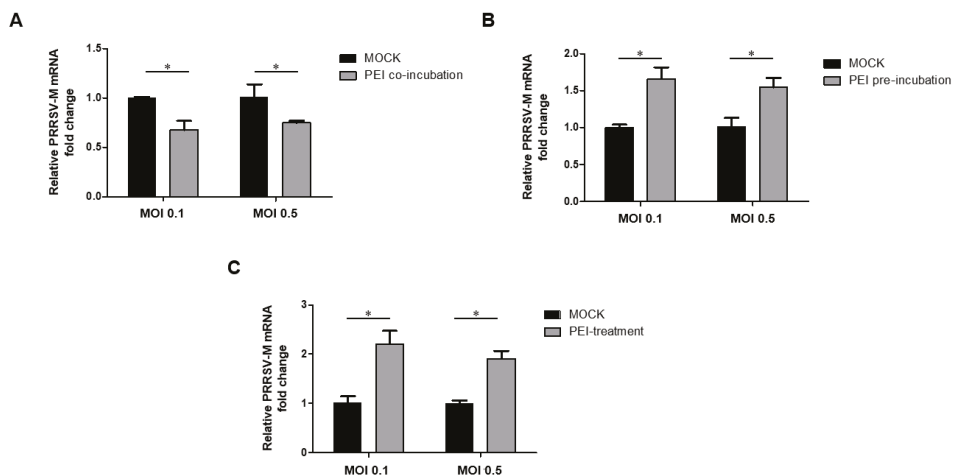 A
Relative PRRSV-M mRNA
fold change
1.5
1.0
0.5
0.0
*
*
MOI 0.1
MOI 0.5
MOCK
PEI co-incubation
B
Relative PRRSV-M mRNA
fold change
2.0
1.5
1.0
0.5
0.0
*
*
MOI 0.1
MOI 0.5
MOCK
PEI pre-incubation
C
Relative PRRSV-M mRNA
fold change
3
2
1
0
*
*
MOI 0.1
MOI 0.5
MOCK
PEI-treatment